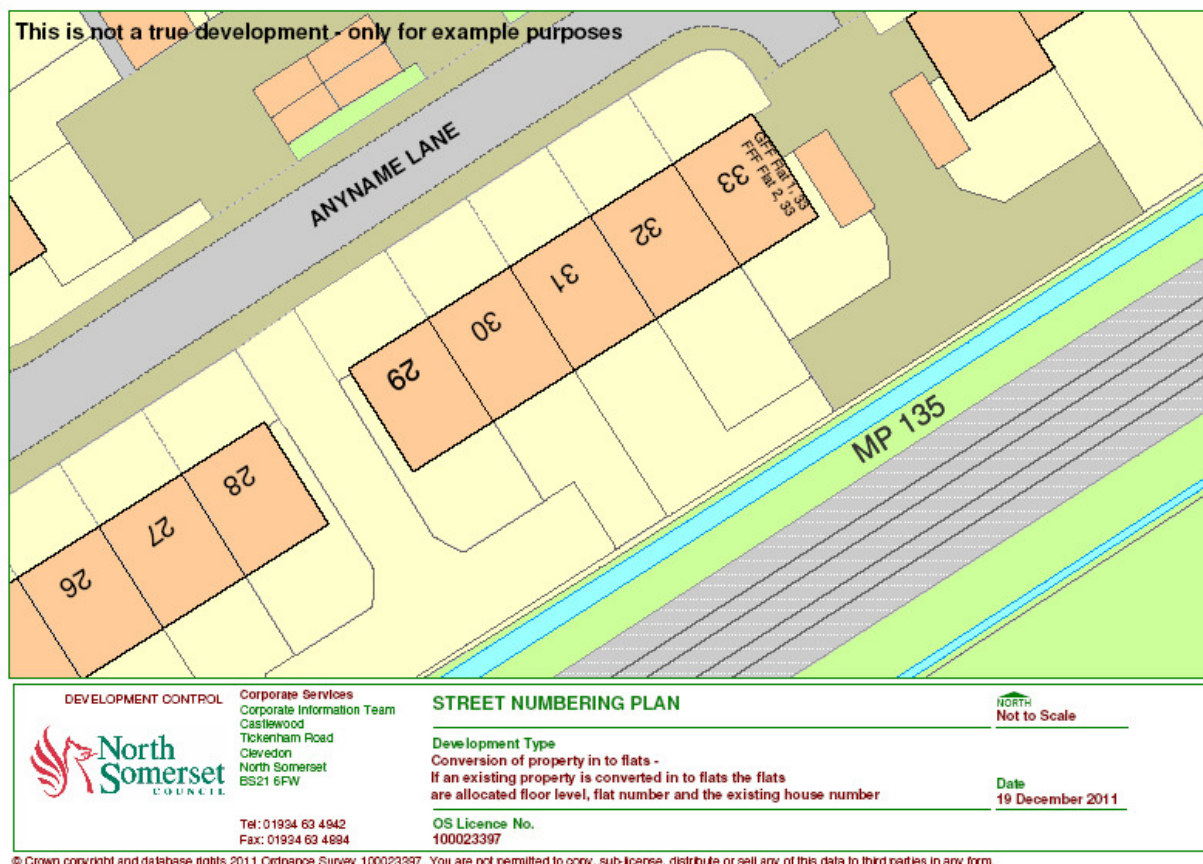 This is not a true development - only for example purposes
ANYNAME LANE
33
GFF Flat 1, 33
FFF Flat 2, 33
32
31
30
29
28
27
26
MP 135
DEVELOPMENT CONTROL
North
Somerset
COUNCIL
Corporate Services
Corporate Information Team
Castlewood
Tickenham Road
Clevedon
North Somerset
BS21 6FW
Tel: 01934 63 4942
Fax: 01934 63 4884
STREET NUMBERING PLAN
Development Type
Conversion of property in to flats -
If an existing property is converted in to flats the flats
are allocated floor level, flat number and the existing house number
OS Licence No.
100023397
NORTH
Not to Scale
Date
19 December 2011
© Crown copyright and database rights 2011 Ordnance Survey 100023397. You are not permitted to copy, sub-license, distribute or sell any of this data to third parties in any form